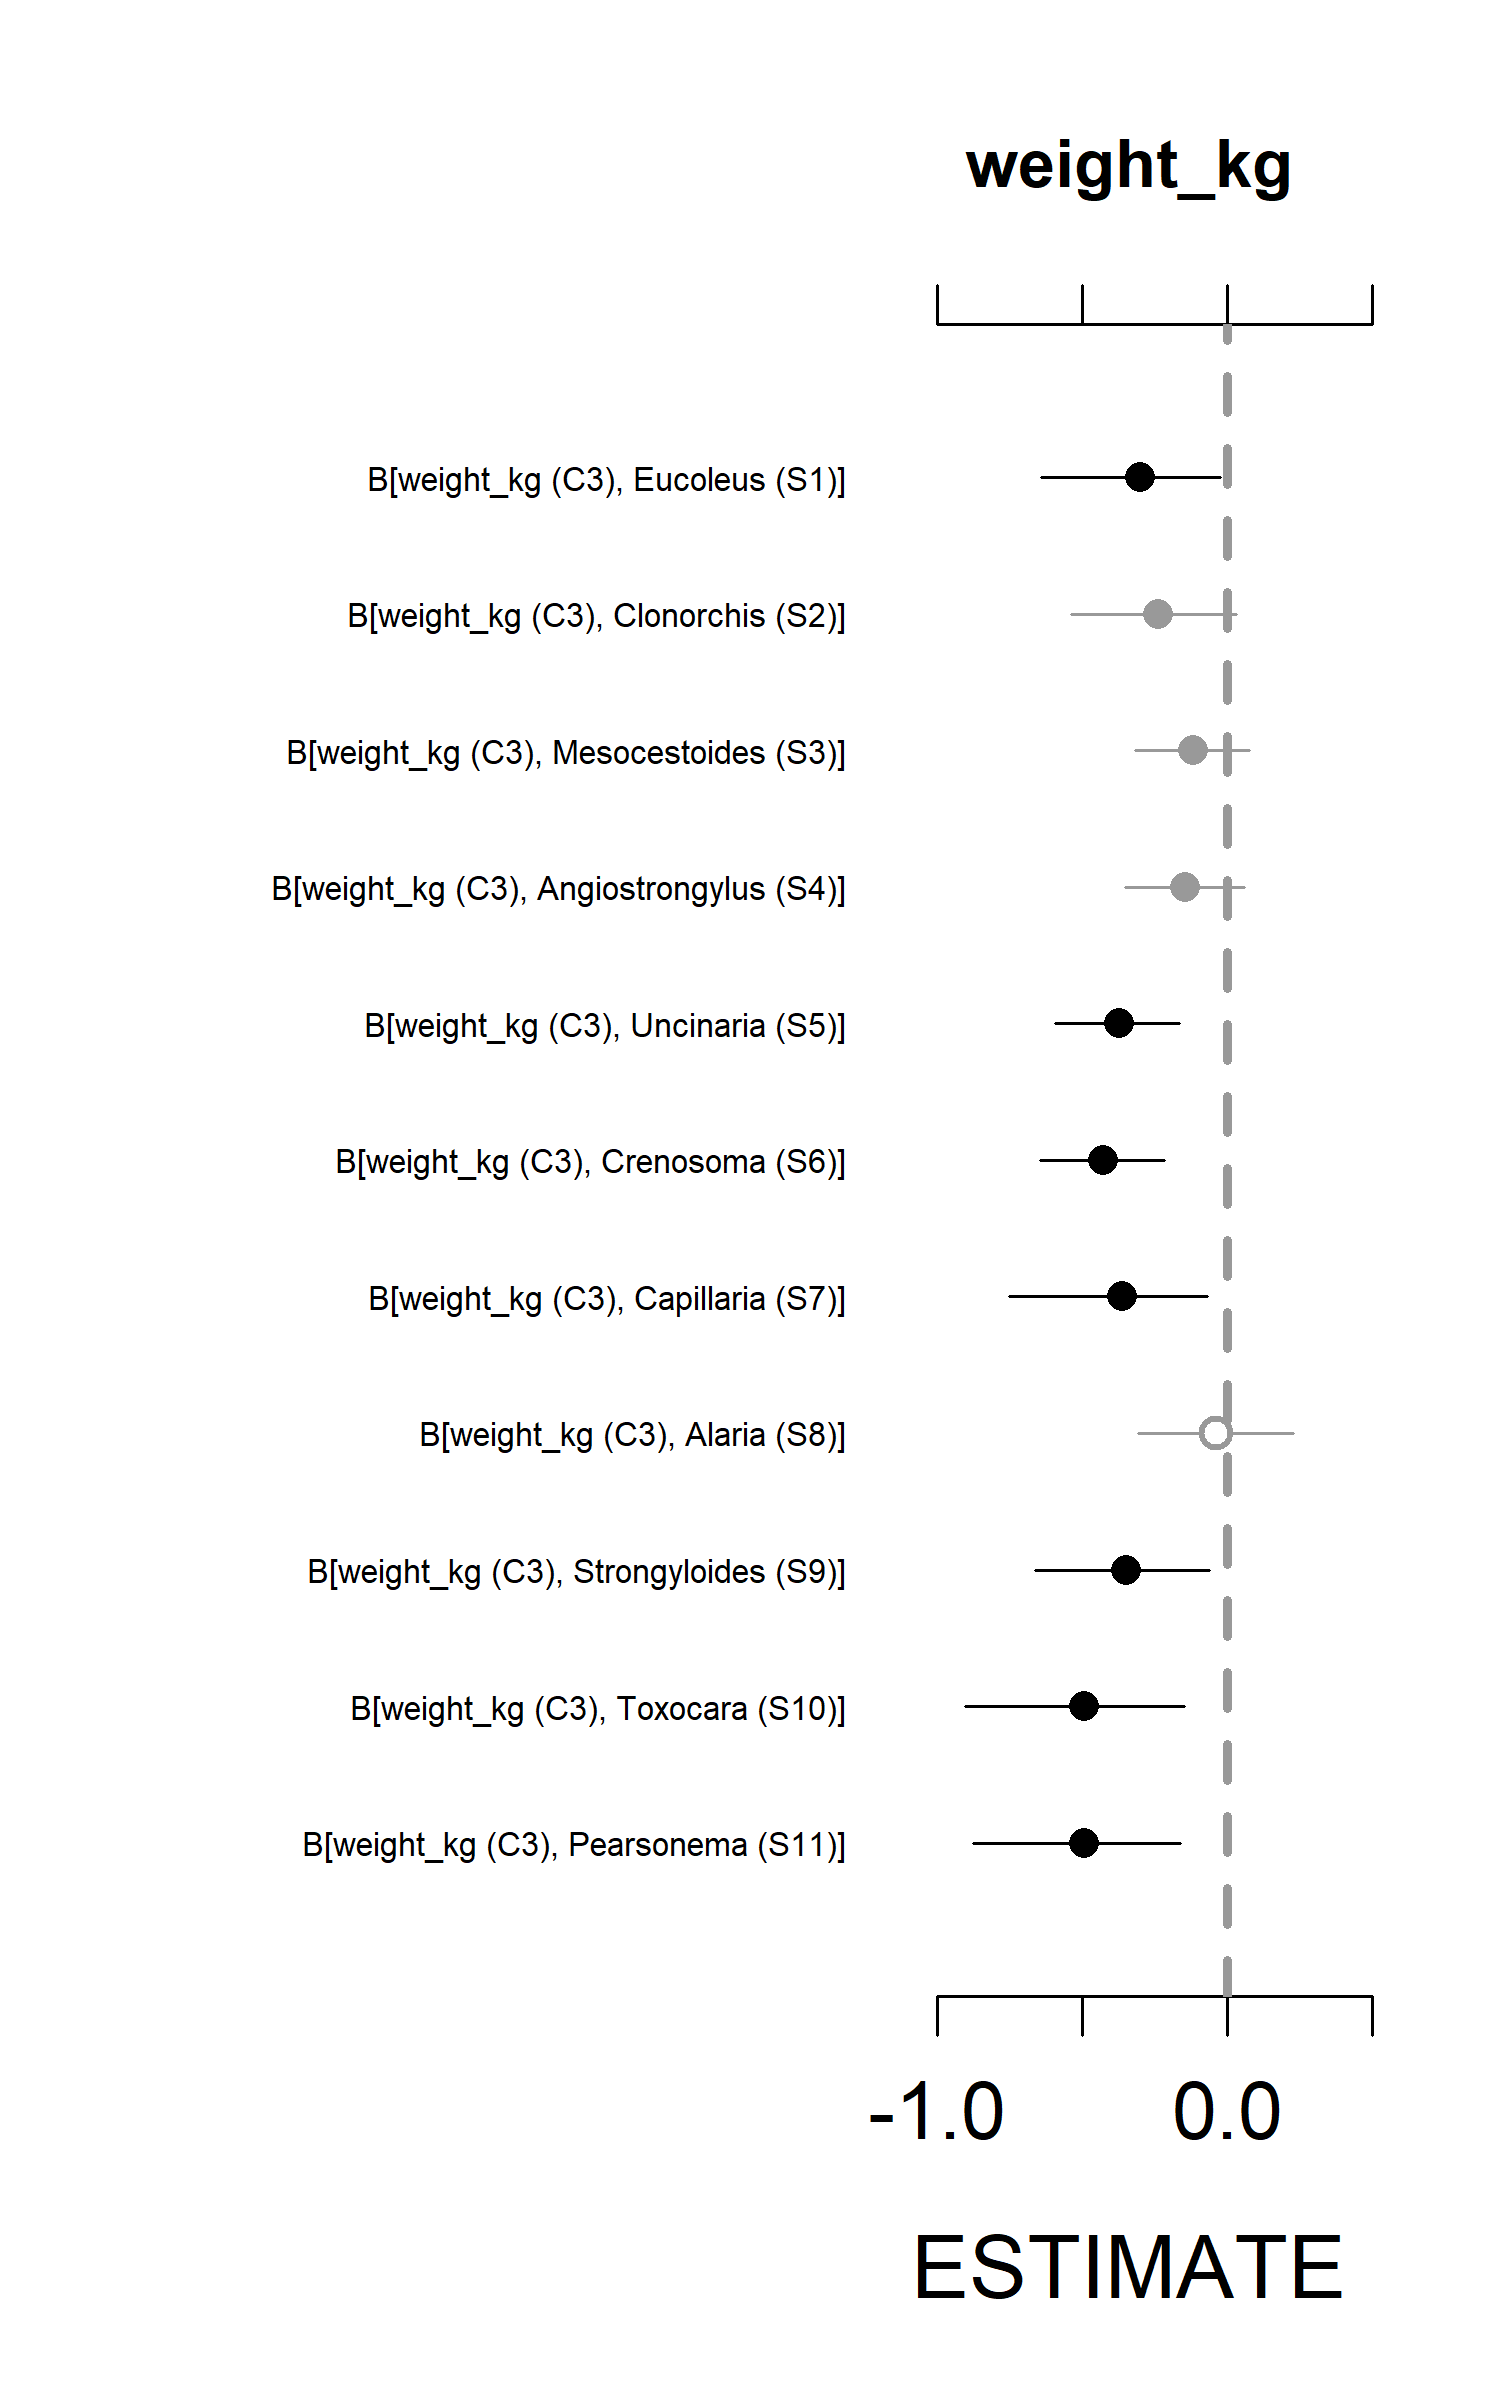 weight_kg
B[weight_kg (C3), Eucoleus (S1)]
B[weight_kg (C3), Clonorchis (S2)]
B[weight_kg (C3), Mesocestoides (S3)]
B[weight_kg (C3), Angiostrongylus (S4)]
B[weight_kg (C3), Uncinaria (S5)]
B[weight_kg (C3), Crenosoma (S6)]
B[weight_kg (C3), Capillaria (S7)]
B[weight_kg (C3), Alaria (S8)]
B[weight_kg (C3), Strongyloides (S9)]
B[weight_kg (C3), Toxocara (S10)]
B[weight_kg (C3), Pearsonema (S11)]
-1.0 0.0
ESTIMATE